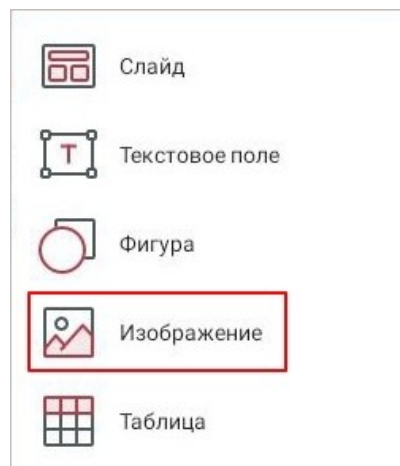 Слайд
Текстовое поле
Фигура
Изображение
Таблица